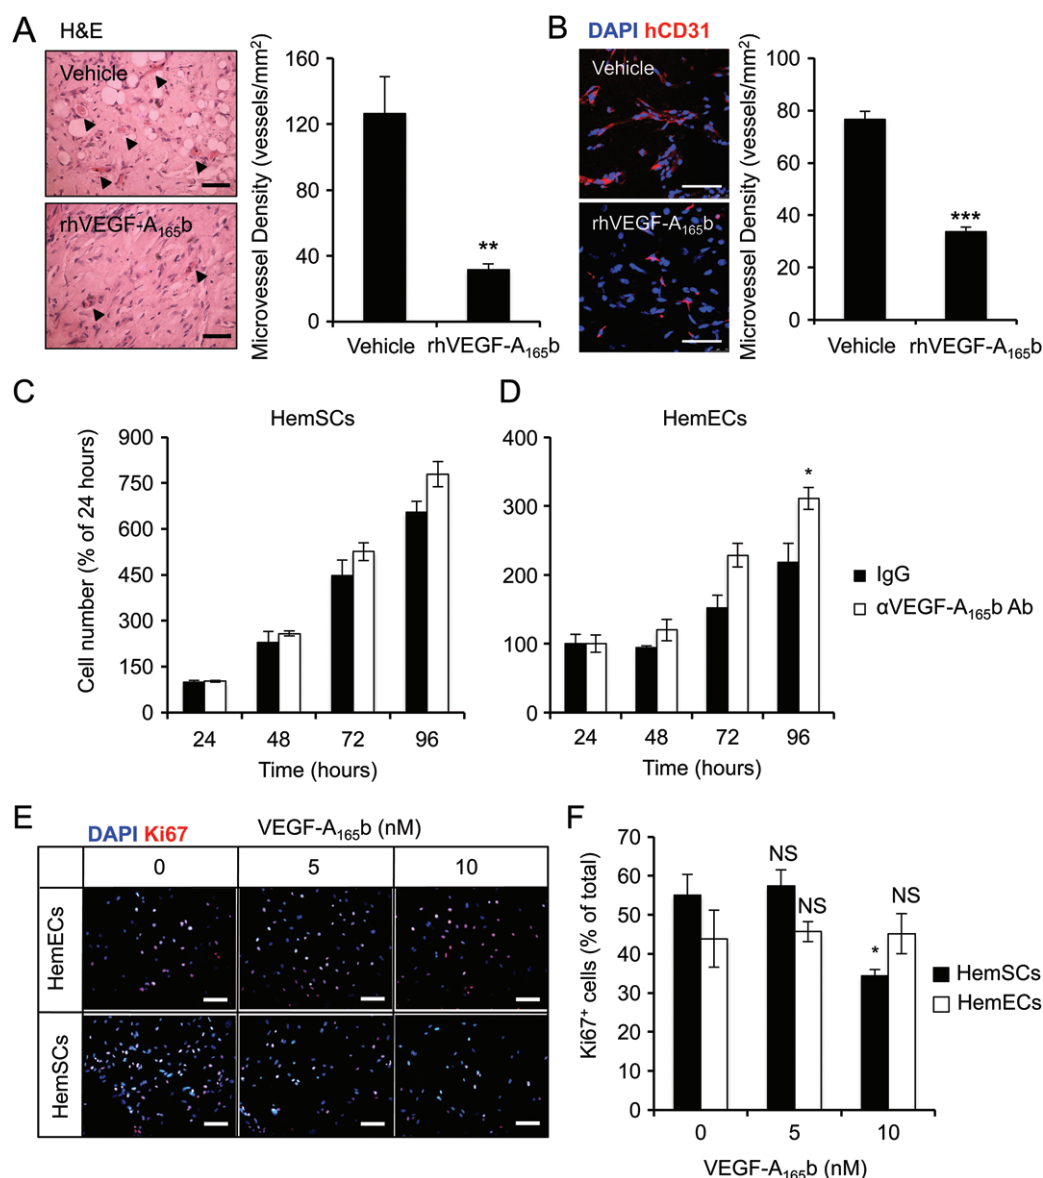 A
H&E
Vehicle
rhVEGF-A₁₆₅b
Microvessel Density (vessels/mm²)
160
120
80
40
0
**
Vehicle rhVEGF-A₁₆₅b
B
DAPI hCD31
Vehicle
rhVEGF-A₁₆₅b
Microvessel Density (vessels/mm²)
100
80
60
40
20
0
***
Vehicle rhVEGF-A₁₆₅b
C
HemSCs
Cell number (% of 24 hours)
900
750
600
450
300
150
0
24 48 72 96
Time (hours)
D
HemECs
400
300
200
100
0
*
24 48 72 96
Time (hours)
IgG
αVEGF-A₁₆₅b Ab
E
DAPI Ki67
VEGF-A₁₆₅b (nM)
0 5 10
HemECs
HemSCs
F
Ki67⁺ cells (% of total)
70
60
50
40
30
20
10
0
NS
NS
*
NS
0 5 10
VEGF-A₁₆₅b (nM)
HemSCs
HemECs